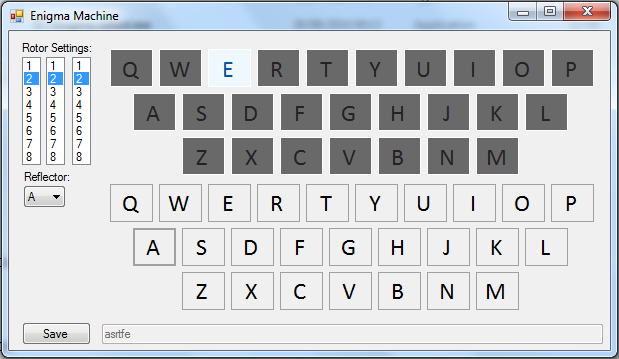 Enigma Machine
Rotor Settings:
1 1 1
2 2 2
3 3 3
4 4 4
5 5 5
6 6 6
7 7 7
8 8 8
Reflector:
A
Q W E R T Y U I O P
A S D F G H J K L
Z X C V B N M
Q W E R T Y U I O P
A S D F G H J K L
Z X C V B N M
Save
asrtfe